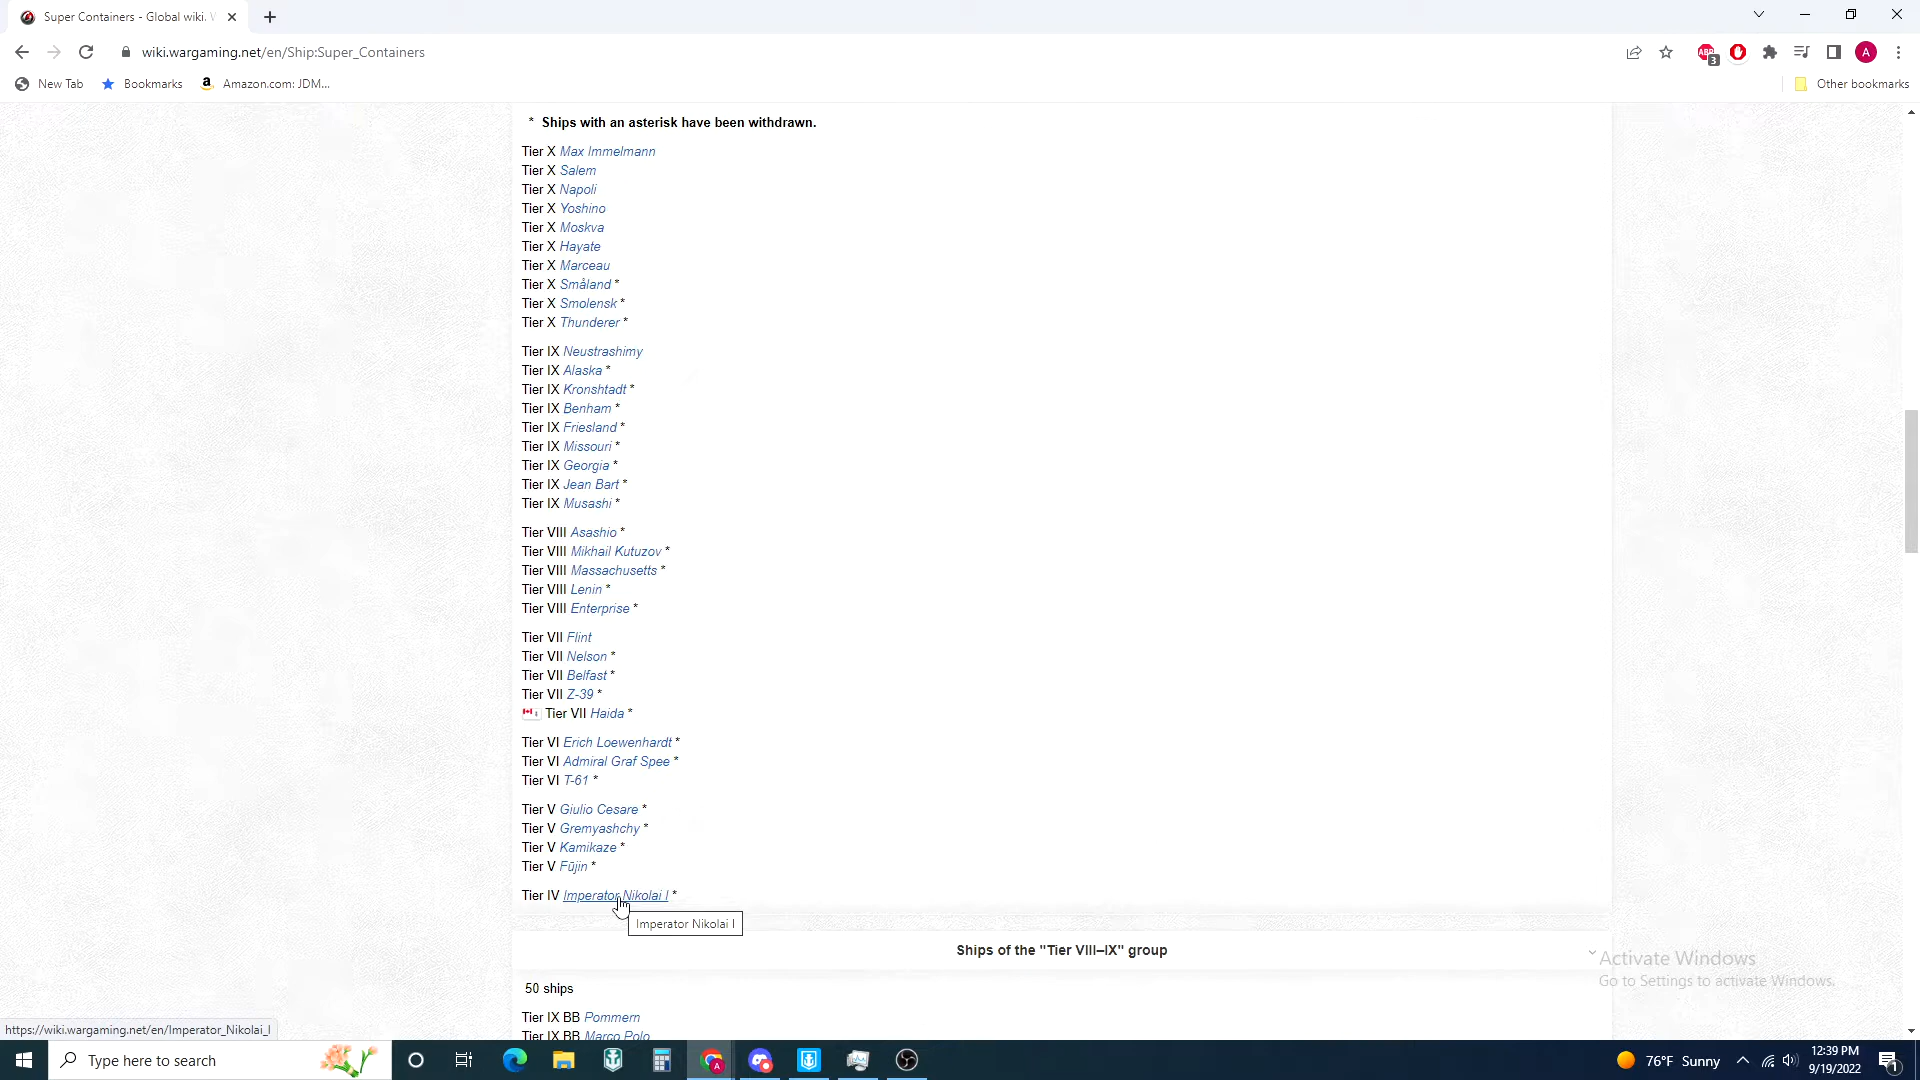 Super Containers - Global wiki. W
wiki.wargaming.net/en/Ship:Super_Containers
ABP
3
A
New Tab
Bookmarks
Amazon.com: JDM...
Other bookmarks
* Ships with an asterisk have been withdrawn.
Tier X Max Immelmann
Tier X Salem
Tier X Napoli
Tier X Yoshino
Tier X Moskva
Tier X Hayate
Tier X Marceau
Tier X Småland *
Tier X Smolensk *
Tier X Thunderer *
Tier IX Neustrashimy
Tier IX Alaska *
Tier IX Kronshtadt *
Tier IX Benham *
Tier IX Friesland *
Tier IX Missouri *
Tier IX Georgia *
Tier IX Jean Bart *
Tier IX Musashi *
Tier VIII Asashio *
Tier VIII Mikhail Kutuzov *
Tier VIII Massachusetts *
Tier VIII Lenin *
Tier VIII Enterprise *
Tier VII Flint
Tier VII Nelson *
Tier VII Belfast *
Tier VII Z-39 *
Tier VII Haida *
Tier VI Erich Loewenhardt *
Tier VI Admiral Graf Spee *
Tier VI T-61 *
Tier V Giulio Cesare *
Tier V Gremyashchy *
Tier V Kamikaze *
Tier V Fūjin *
Tier IV Imperator Nikolai I *
Imperator Nikolai I
Ships of the "Tier VIII–IX" group
Activate Windows
Go to Settings to activate Windows.
50 ships
Tier IX BB Pommern
Tier IX BB Marco Polo
https://wiki.wargaming.net/en/Imperator_Nikolai_I
Type here to search
76°F Sunny
12:39 PM
9/19/2022
1